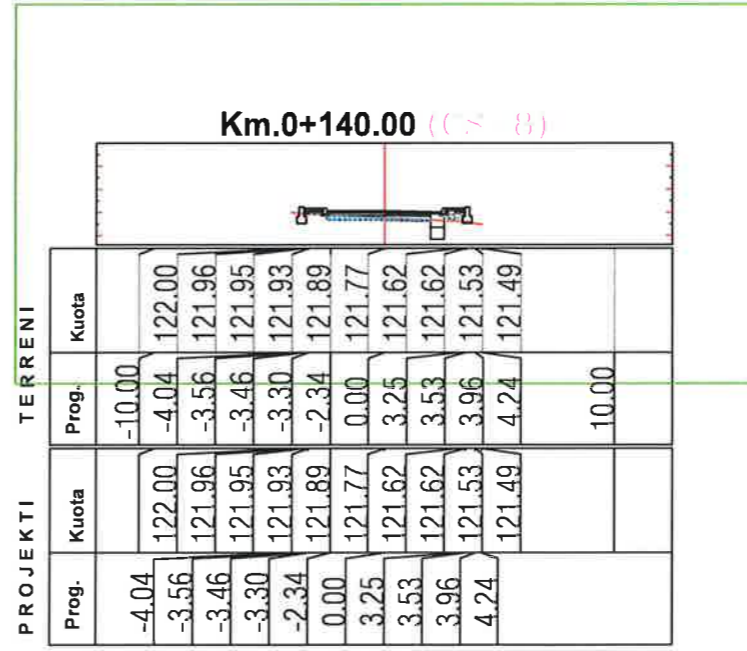 Km.0+140.00 (CS 8)
TERRENI
Kuota
122.00 121.96 121.95 121.93 121.89 121.77 121.62 121.62 121.53 121.49
Prog.
-10.00 -4.04 -3.56 -3.46 -3.30 -2.34 0.00 3.25 3.53 3.96 4.24 10.00
PROJEKTI
Kuota
122.00 121.96 121.95 121.93 121.89 121.77 121.62 121.62 121.53 121.49
Prog.
-4.04 -3.56 -3.46 -3.30 -2.34 0.00 3.25 3.53 3.96 4.24